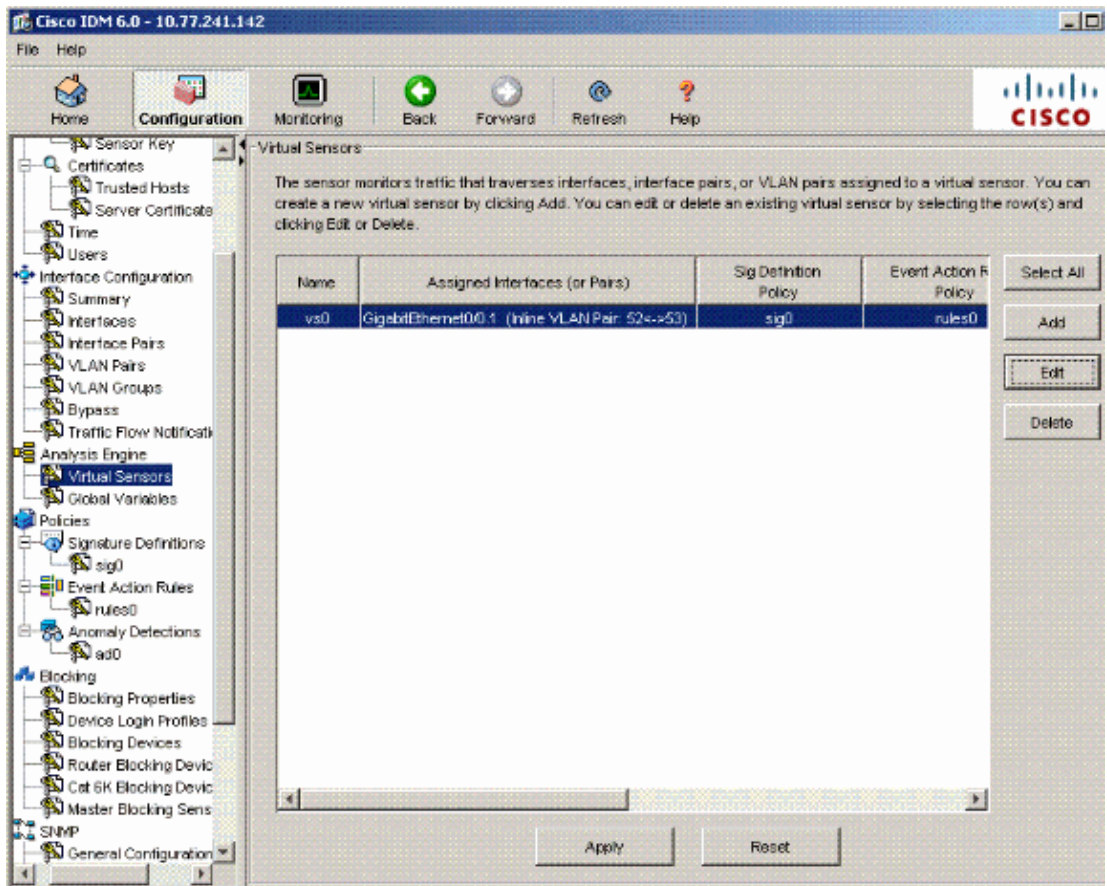 Cisco IDM 6.0 - 10.77.241.142
File Help
Home Configuration Monitoring Back Forward Refresh Help
CISCO
Sensor Key
Certificates
Trusted Hosts
Server Certificate
Time
Users
Interface Configuration
Summary
Interfaces
Interface Pairs
VLAN Pairs
VLAN Groups
Bypass
Traffic Flow Notificati
Analysis Engine
Virtual Sensors
Global Variables
Policies
Signature Definitions
sig0
Event Action Rules
rules0
Anomaly Detections
ad0
Blocking
Blocking Properties
Device Login Profiles
Blocking Devices
Router Blocking Devic
Cat 6K Blocking Devic
Master Blocking Sens
SNMP
General Configuration
Virtual Sensors
The sensor monitors traffic that traverses interfaces, interface pairs, or VLAN pairs assigned to a virtual sensor. You can
create a new virtual sensor by clicking Add. You can edit or delete an existing virtual sensor by selecting the row(s) and
clicking Edit or Delete.
Name Assigned Interfaces (or Pairs) Sig Definition Policy Event Action R Policy
vs0 GigabitEthernet0/0.1 (Inline VLAN Pair: 52<->53) sig0 rules0
Select All
Add
Edit
Delete
Apply Reset